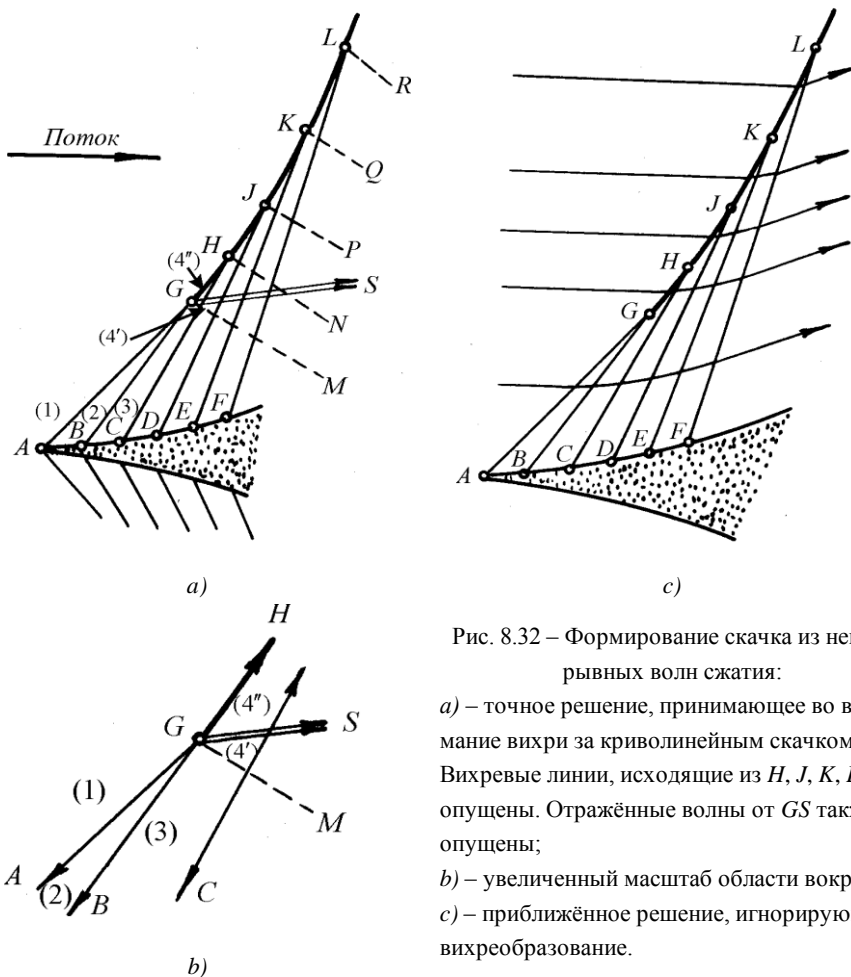 L
R
K
Поток
Q
J
H
P
(4″)
G
S
(4′)
N
M
(1)
(2)
(3)
A
B
C
D
E
F
a)
L
K
J
H
G
A
B
C
D
E
F
c)
H
(4″)
G
S
(4′)
(1)
(3)
M
A
(2)
B
C
b)
Рис. 8.32 – Формирование скачка из неп
рывных волн сжатия:
a) – точное решение, принимающее во в
мание вихри за криволинейным скачком
Вихревые линии, исходящие из H, J, K,
опущены. Отражённые волны от GS так
опущены;
b) – увеличенный масштаб области вокр
c) – приближённое решение, игнорирую
вихреобразование.